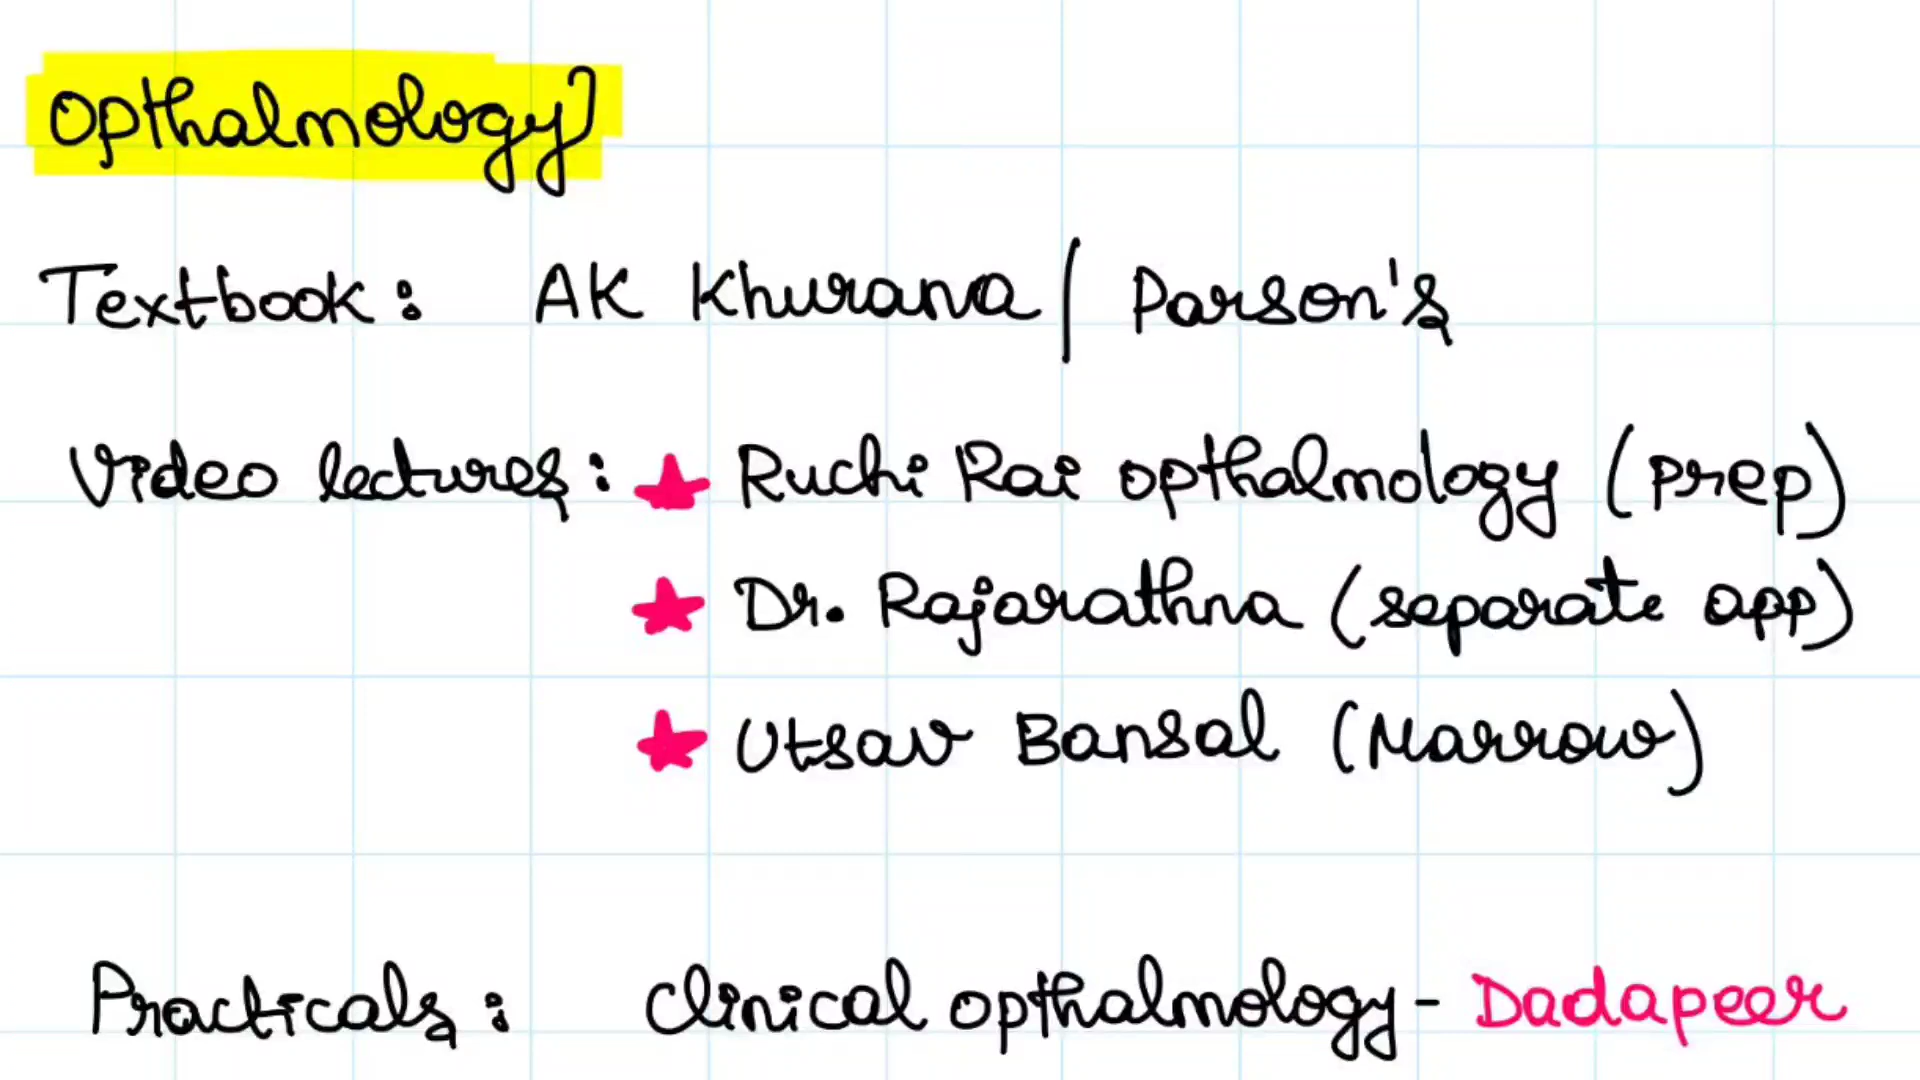 Opthalmology}
Textbook: AK Khurana / Parson's
Video lectures: ★ Ruchi Rai opthalmology (prep)
★ Dr. Rajarathna (separate app)
★ Utsav Bansal (Marrow)
Practicals: Clinical opthalmology - Dadapeer